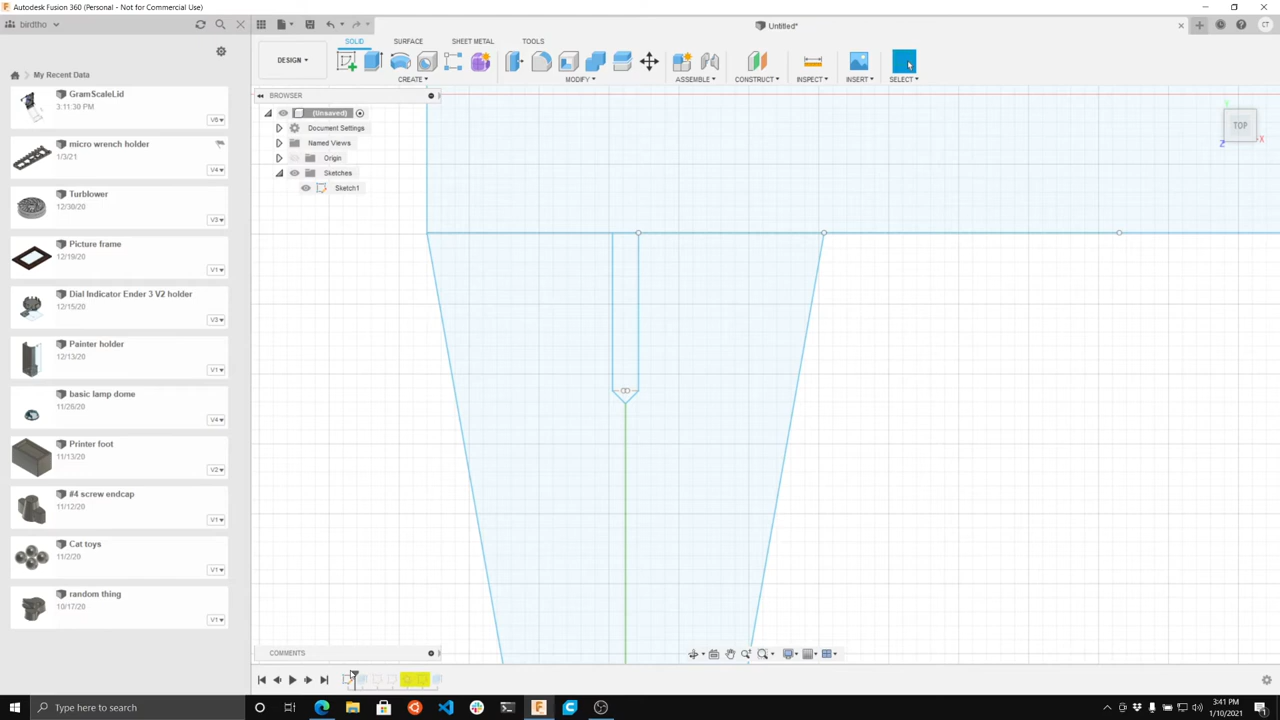 Autodesk Fusion 360 (Personal - Not for Commercial Use)
birdtho
Untitled*
CT
DESIGN
SOLID
SURFACE
SHEET METAL
TOOLS
CREATE
MODIFY
ASSEMBLE
CONSTRUCT
INSPECT
INSERT
SELECT
My Recent Data
GramScaleLid
3:11:30 PM
V6
micro wrench holder
1/3/21
V4
Turblower
12/30/20
V3
Picture frame
12/19/20
V1
Dial Indicator Ender 3 V2 holder
12/15/20
V3
Painter holder
12/13/20
V1
basic lamp dome
11/26/20
V4
Printer foot
11/13/20
V2
#4 screw endcap
11/12/20
V1
Cat toys
11/2/20
V1
random thing
10/17/20
V1
BROWSER
(Unsaved)
Document Settings
Named Views
Origin
Sketches
Sketch1
Y
TOP
X
Z
COMMENTS
Type here to search
3:41 PM
1/10/2021